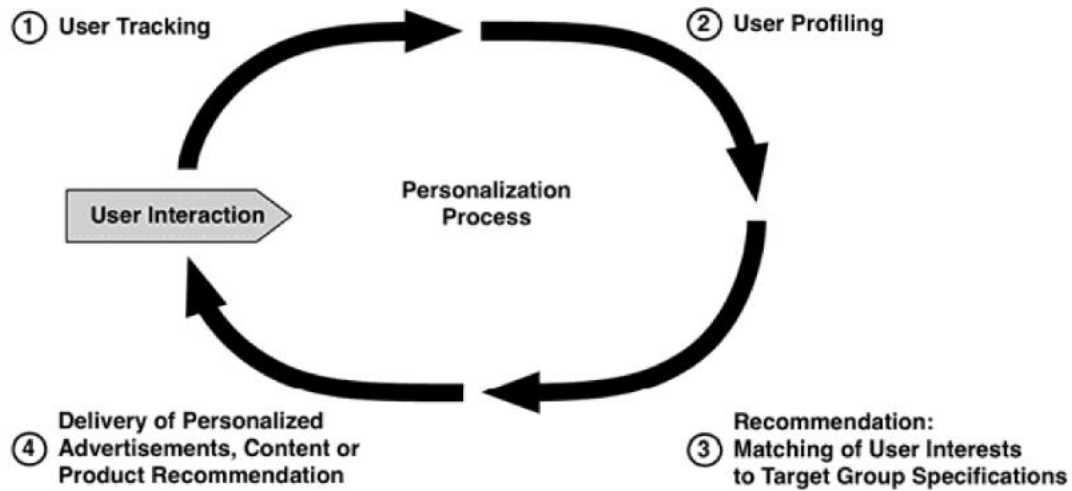 1 User Tracking
2 User Profiling
User Interaction
Personalization
Process
4 Delivery of Personalized
Advertisements, Content or
Product Recommendation
3 Recommendation:
Matching of User Interests
to Target Group Specifications